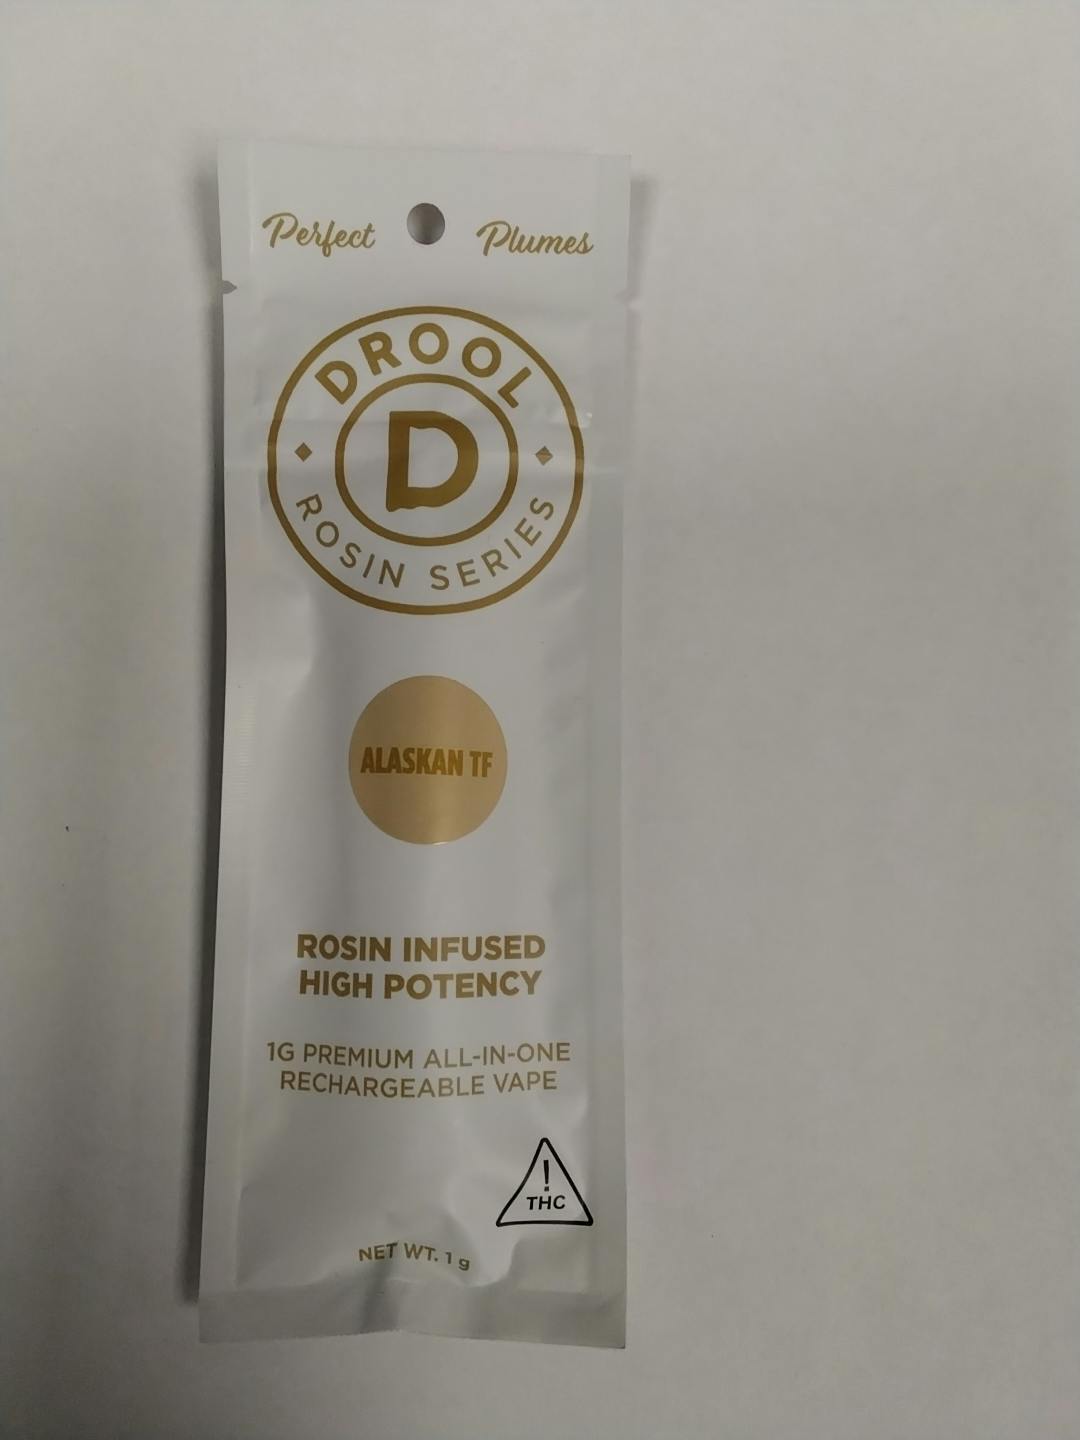 Perfect Plumes
DROOL
D
ROSIN SERIES
ALASKAN TF
ROSIN INFUSED
HIGH POTENCY
1G PREMIUM ALL-IN-ONE
RECHARGEABLE VAPE
!
THC
NET WT. 1 g